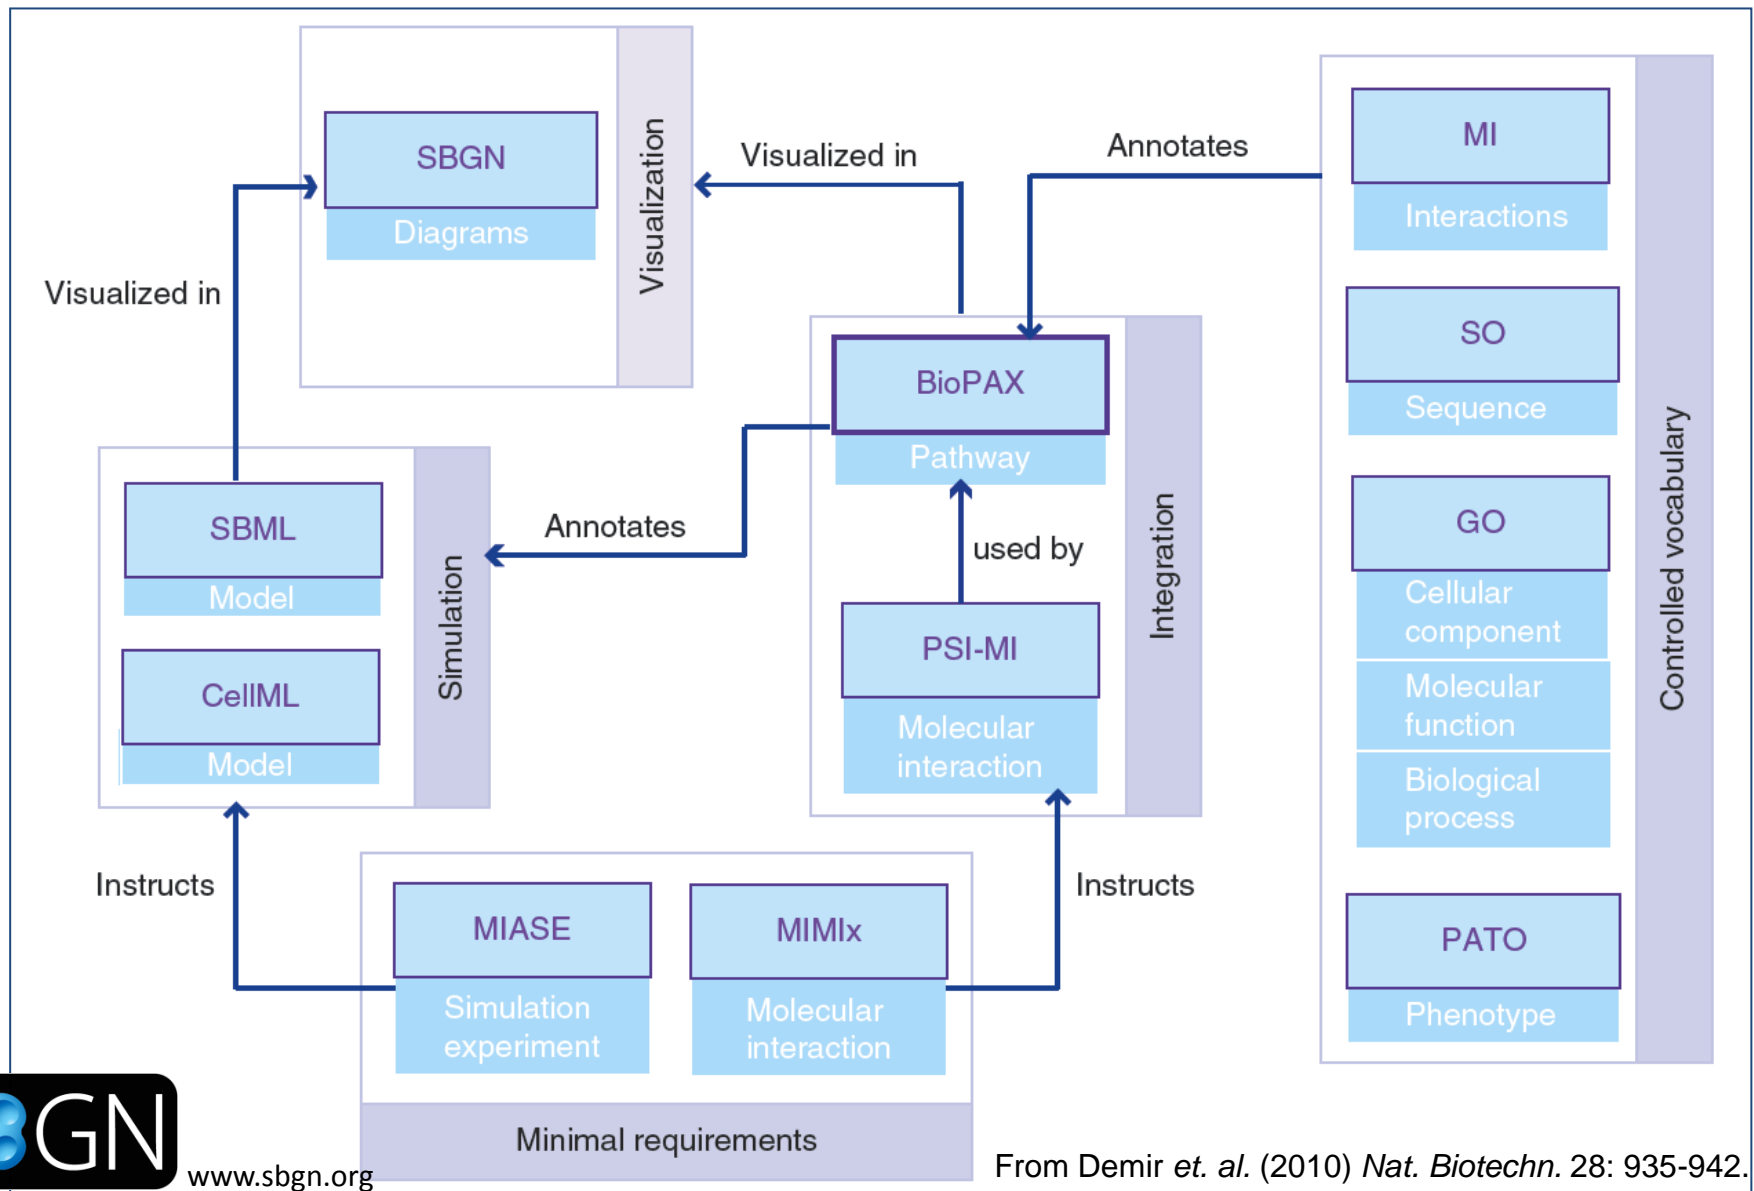 SBGN
Diagrams
Visualization
Visualized in
Visualized in
Annotates
MI
Interactions
SO
Sequence
GO
Cellular
component
Molecular
function
Biological
process
PATO
Phenotype
Controlled vocabulary
BioPAX
Pathway
used by
PSI-MI
Molecular
interaction
Integration
Annotates
SBML
Model
CellML
Model
Simulation
Instructs
Instructs
MIASE
Simulation
experiment
MIMIx
Molecular
interaction
Minimal requirements
GN
www.sbgn.org
From Demir et. al. (2010) Nat. Biotechn. 28: 935-942.